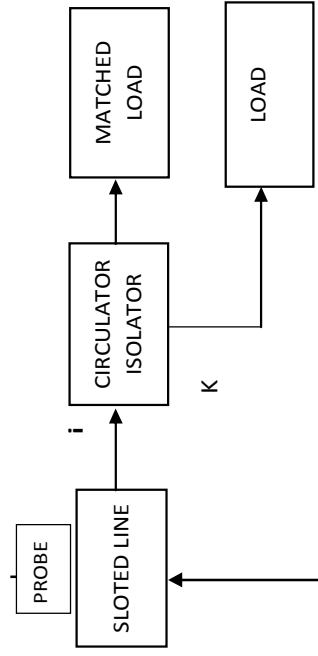 PROBE
SLOTED LINE
i
CIRCULATOR
ISOLATOR
K
MATCHED
LOAD
LOAD